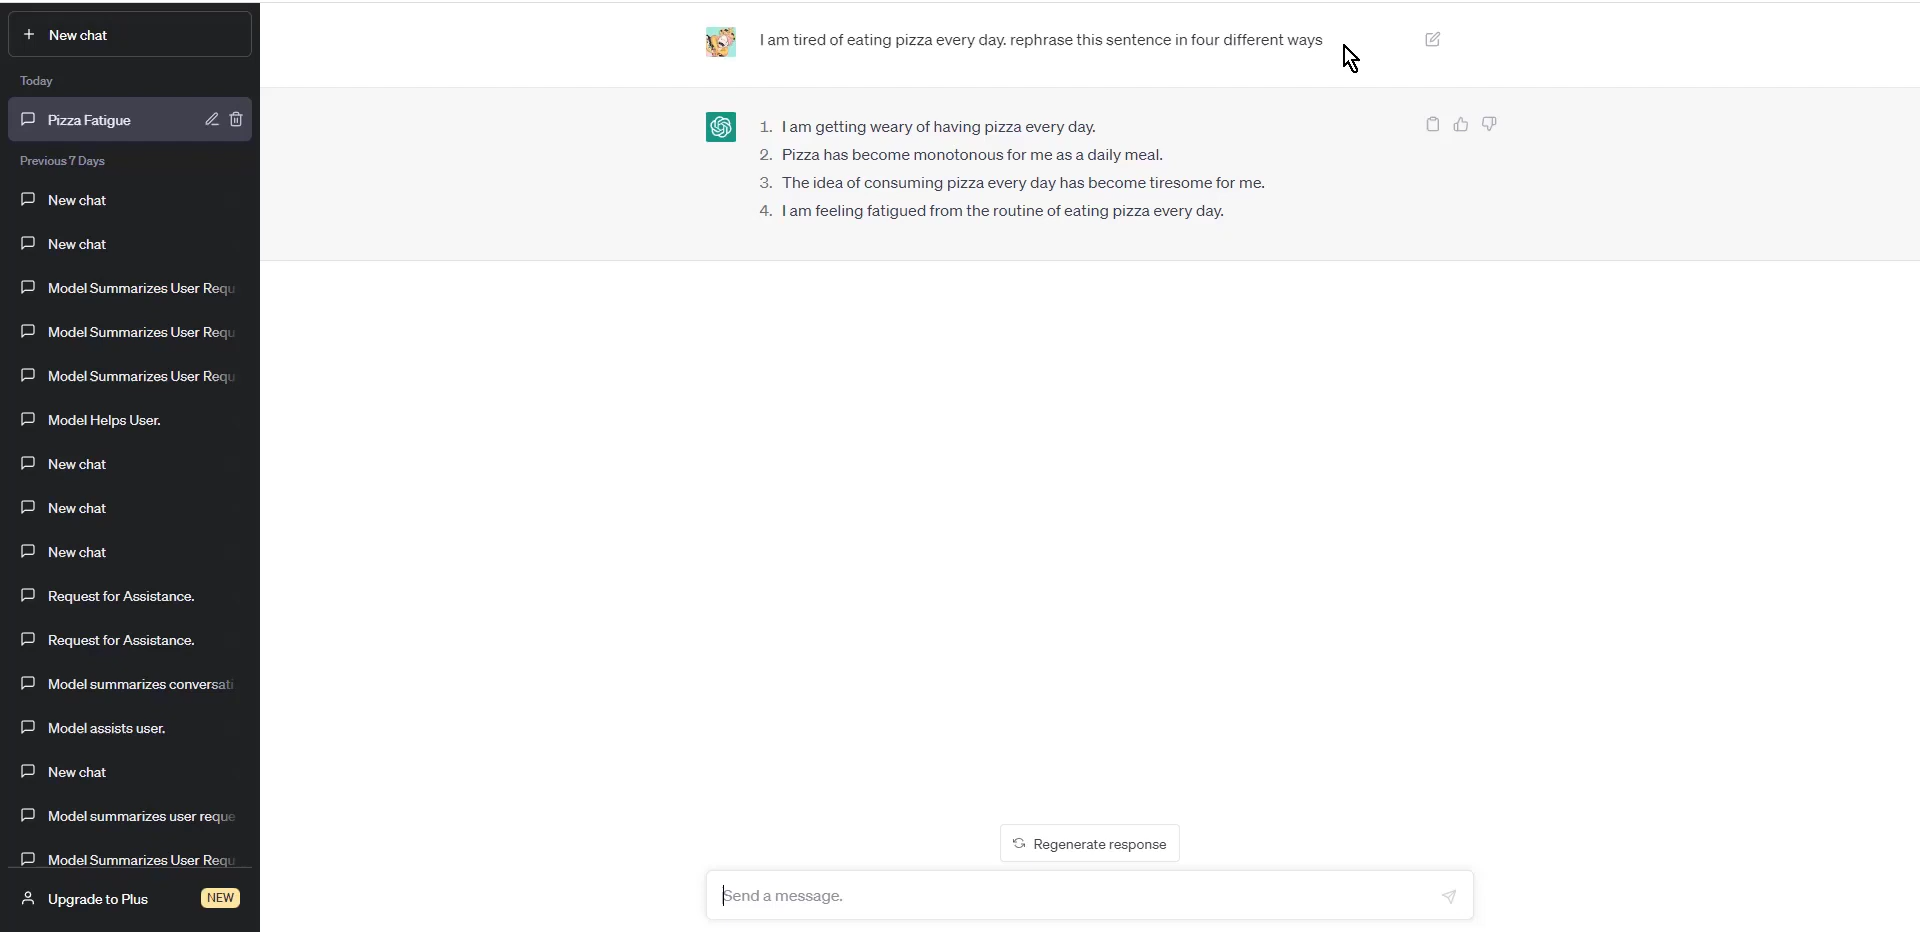 New chat
Today
Pizza Fatigue
Previous 7 Days
New chat
New chat
Model Summarizes User Requ
Model Summarizes User Requ
Model Summarizes User Requ
Model Helps User.
New chat
New chat
New chat
Request for Assistance.
Request for Assistance.
Model summarizes conversati
Model assists user.
New chat
Model summarizes user reque
Model Summarizes User Requ
Upgrade to Plus NEW
I am tired of eating pizza every day. rephrase this sentence in four different ways
1. I am getting weary of having pizza every day.
2. Pizza has become monotonous for me as a daily meal.
3. The idea of consuming pizza every day has become tiresome for me.
4. I am feeling fatigued from the routine of eating pizza every day.
Regenerate response
Send a message.